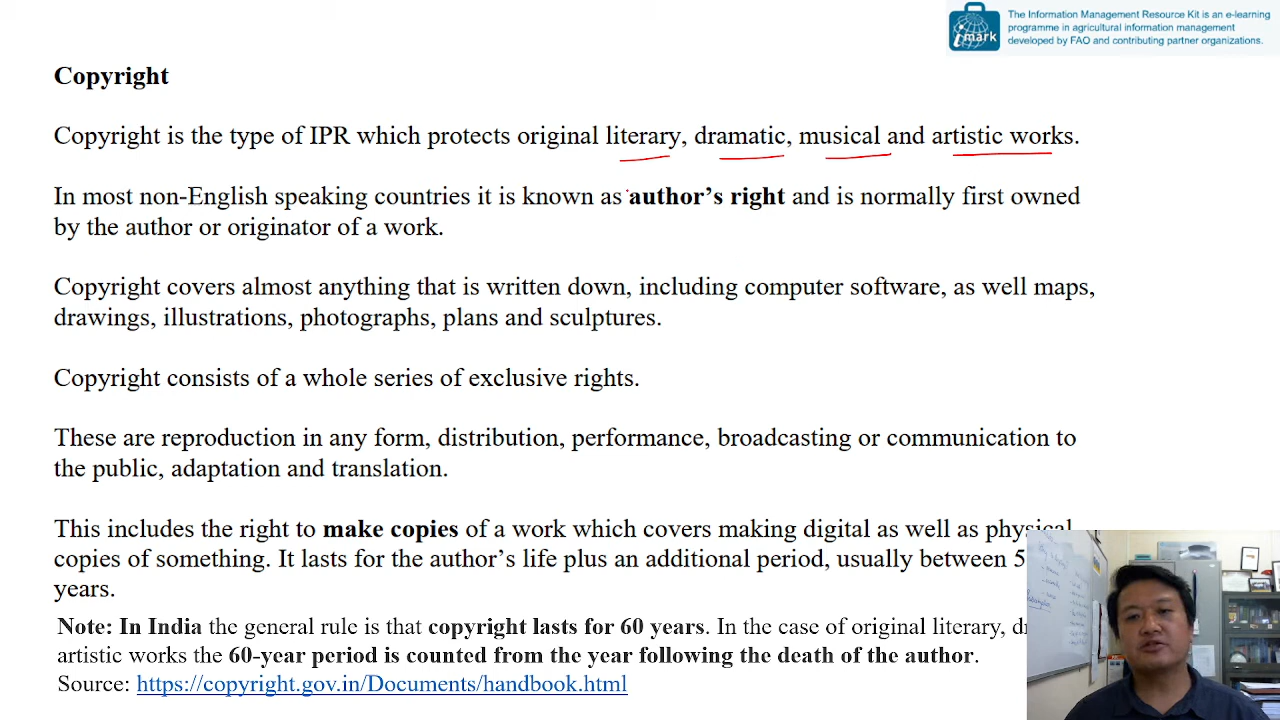 The Information Management Resource Kit is an e-learning
programme in agricultural information management
developed by FAO and contributing partner organizations.
imark
Copyright
Copyright is the type of IPR which protects original literary, dramatic, musical and artistic works.
In most non-English speaking countries it is known as author’s right and is normally first owned
by the author or originator of a work.
Copyright covers almost anything that is written down, including computer software, as well maps,
drawings, illustrations, photographs, plans and sculptures.
Copyright consists of a whole series of exclusive rights.
These are reproduction in any form, distribution, performance, broadcasting or communication to
the public, adaptation and translation.
This includes the right to make copies of a work which covers making digital as well as physical
copies of something. It lasts for the author’s life plus an additional period, usually between
years.
Note: In India the general rule is that copyright lasts for 60 years. In the case of original literary,
artistic works the 60-year period is counted from the year following the death of the author.
Source: https://copyright.gov.in/Documents/handbook.html